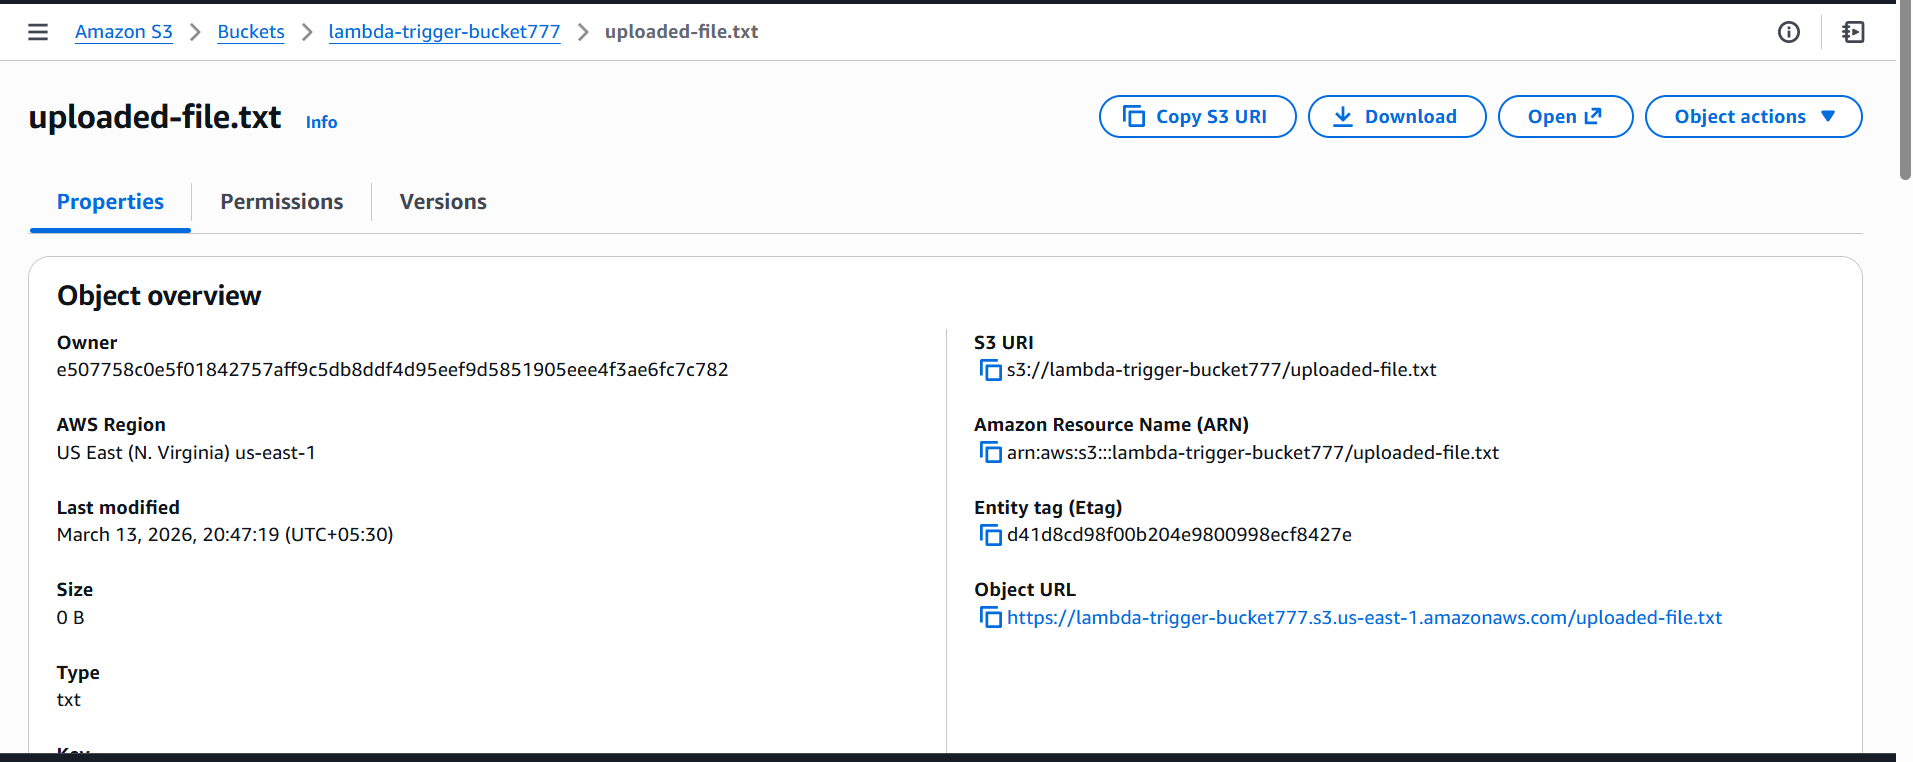 Amazon S3 > Buckets > lambda-trigger-bucket777 > uploaded-file.txt
uploaded-file.txt Info
Copy S3 URI Download Open Object actions
Properties Permissions Versions
Object overview
Owner
e507758c0e5f01842757aff9c5db8ddf4d95eef9d5851905eee4f3ae6fc7c782
AWS Region
US East (N. Virginia) us-east-1
Last modified
March 13, 2026, 20:47:19 (UTC+05:30)
Size
0 B
Type
txt
Key
S3 URI
s3://lambda-trigger-bucket777/uploaded-file.txt
Amazon Resource Name (ARN)
arn:aws:s3:::lambda-trigger-bucket777/uploaded-file.txt
Entity tag (Etag)
d41d8cd98f00b204e9800998ecf8427e
Object URL
https://lambda-trigger-bucket777.s3.us-east-1.amazonaws.com/uploaded-file.txt